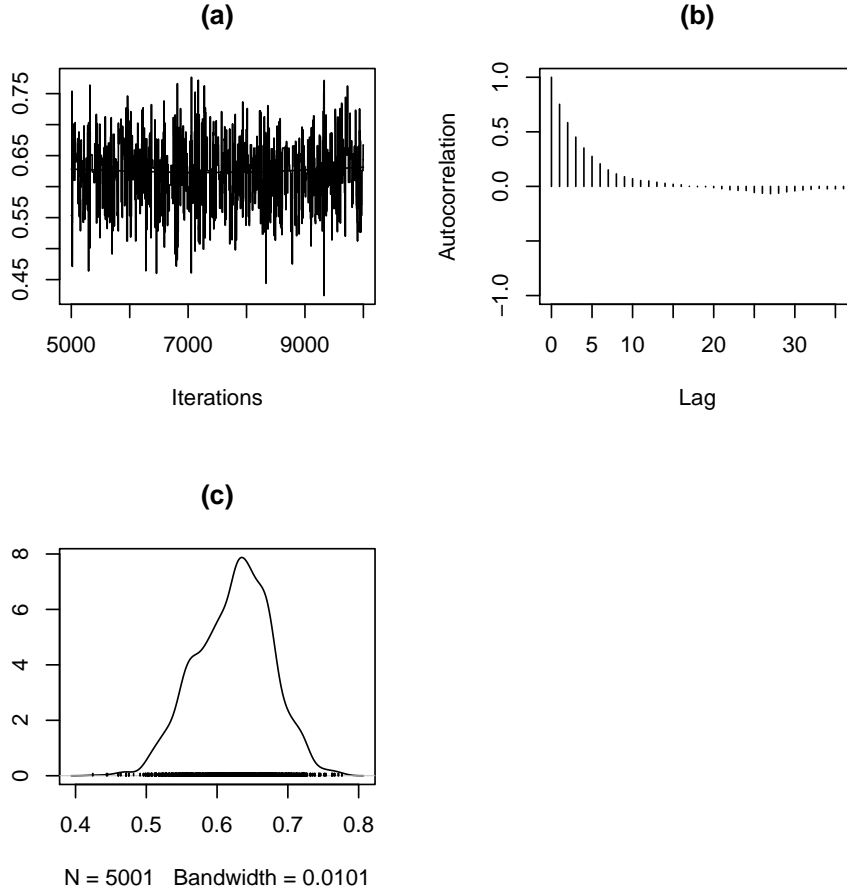 (a)
0.75
0.65
0.55
0.45
5000 7000 9000
Iterations
(b)
Autocorrelation
1.0
0.5
0.0
−1.0
0 5 10 20 30
Lag
(c)
8
6
4
2
0
0.4 0.5 0.6 0.7 0.8
N = 5001 Bandwidth = 0.0101